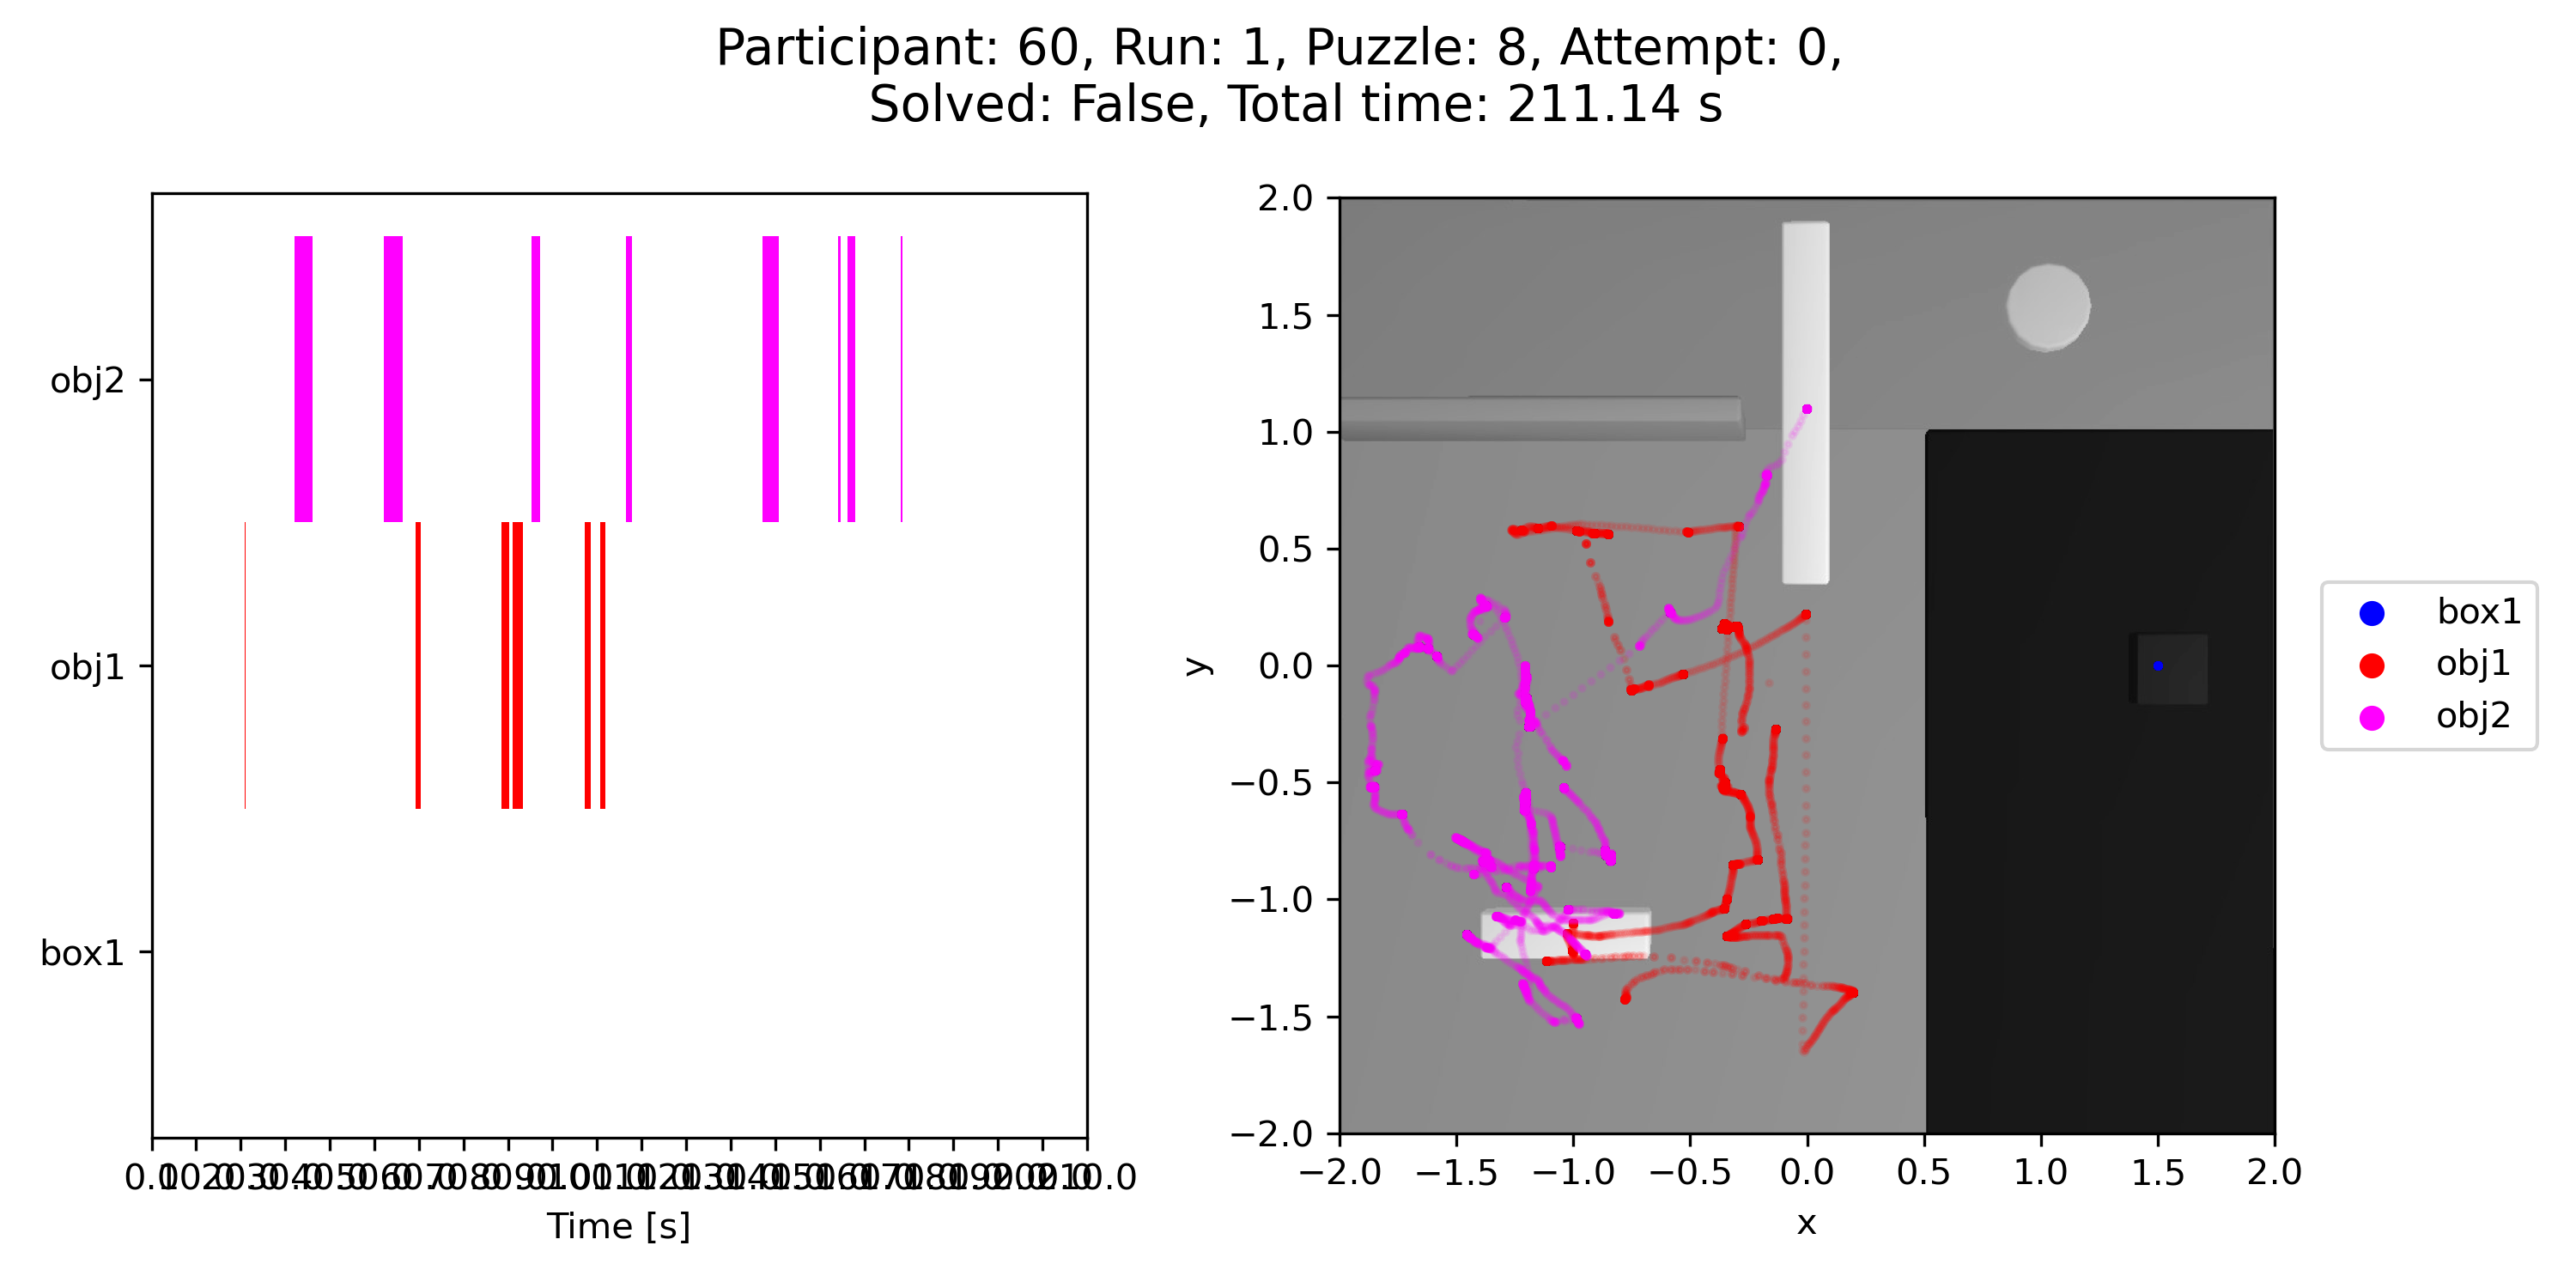 Participant: 60, Run: 1, Puzzle: 8, Attempt: 0,
Solved: False, Total time: 211.14 s
obj2
obj1
box1
Time [s]
2.0
1.5
1.0
0.5
0.0
−0.5
−1.0
−1.5
−2.0
y
−2.0 −1.5 −1.0 −0.5 0.0 0.5 1.0 1.5 2.0
x
box1
obj1
obj2